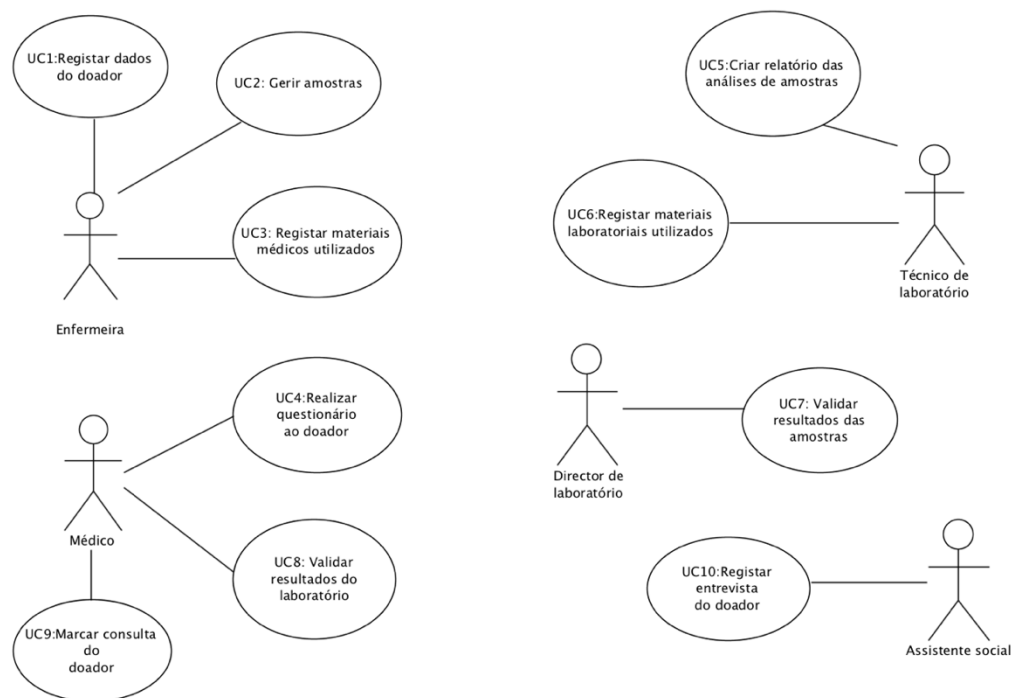 UC1:Registar dados
do doador
UC2: Gerir amostras
UC3: Registar materiais
médicos utilizados
Enfermeira
UC4:Realizar
questionário
ao doador
Médico
UC8: Validar
resultados do
laboratório
UC9:Marcar consulta
do
doador
UC5:Criar relatório das
análises de amostras
UC6:Registar materiais
laboratoriais utilizados
Técnico de
laboratório
UC7: Validar
resultados das
amostras
Director de
laboratório
UC10:Registar
entrevista
do doador
Assistente social